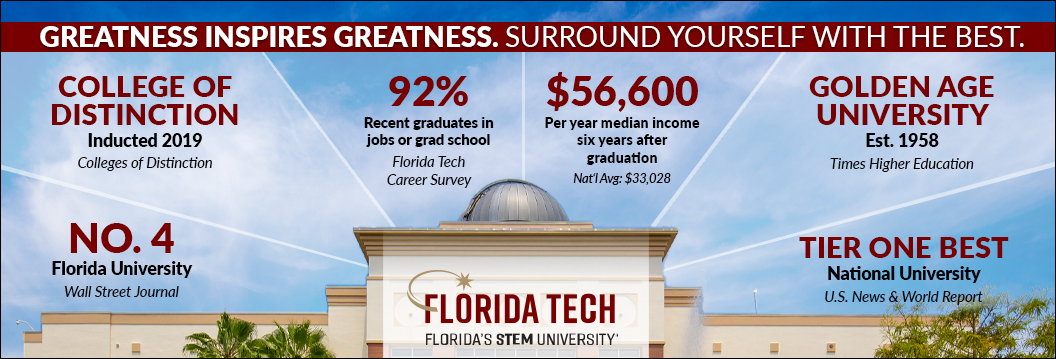 GREATNESS INSPIRES GREATNESS. SURROUND YOURSELF WITH THE BEST.
COLLEGE OF
DISTINCTION
Inducted 2019
Colleges of Distinction
92%
Recent graduates in
jobs or grad school
Florida Tech
Career Survey
$56,600
Per year median income
six years after
graduation
Nat'l Avg: $33,028
GOLDEN AGE
UNIVERSITY
Est. 1958
Times Higher Education
NO. 4
Florida University
Wall Street Journal
TIER ONE BEST
National University
U.S. News & World Report
FLORIDA TECH
FLORIDA'S STEM UNIVERSITY